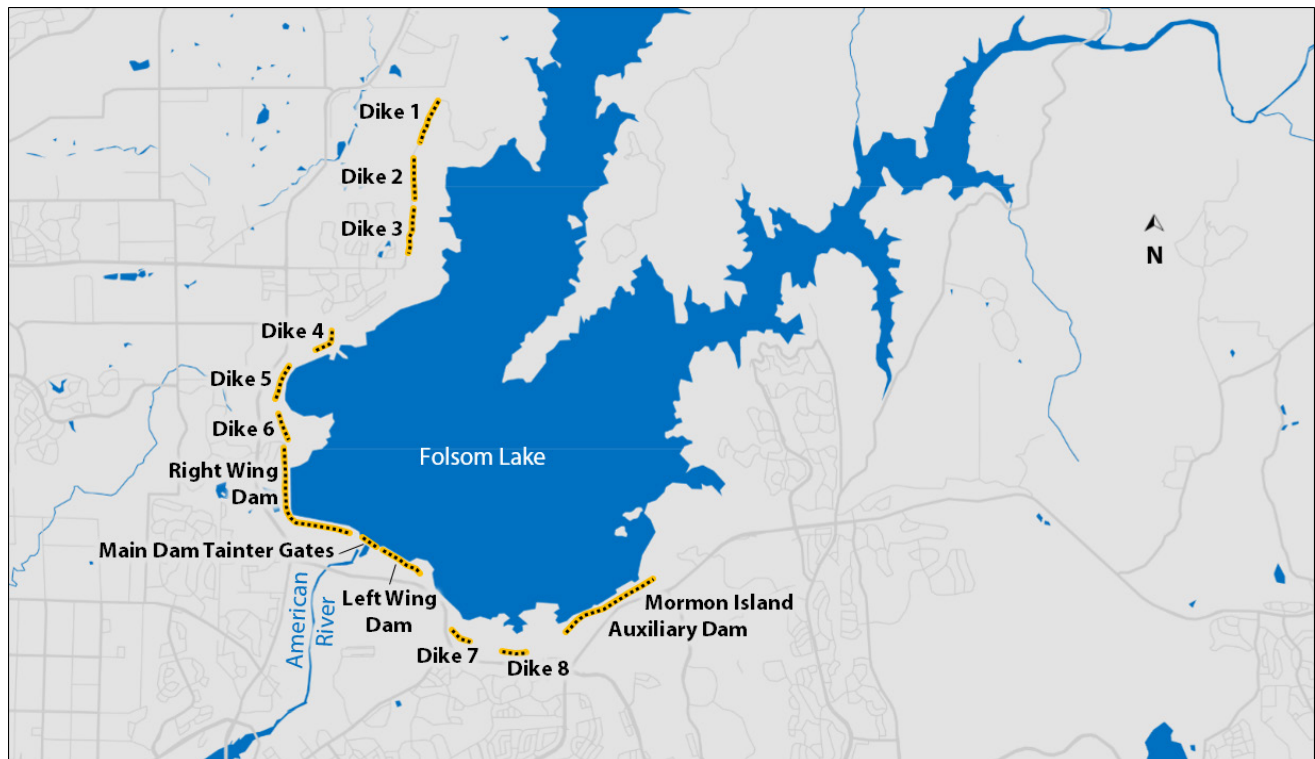 Dike 1
Dike 2
Dike 3
N
Dike 4
Dike 5
Dike 6
Folsom Lake
Right Wing
Dam
Main Dam Tainter Gates
American
River
Left Wing
Dam
Mormon Island
Auxiliary Dam
Dike 7
Dike 8